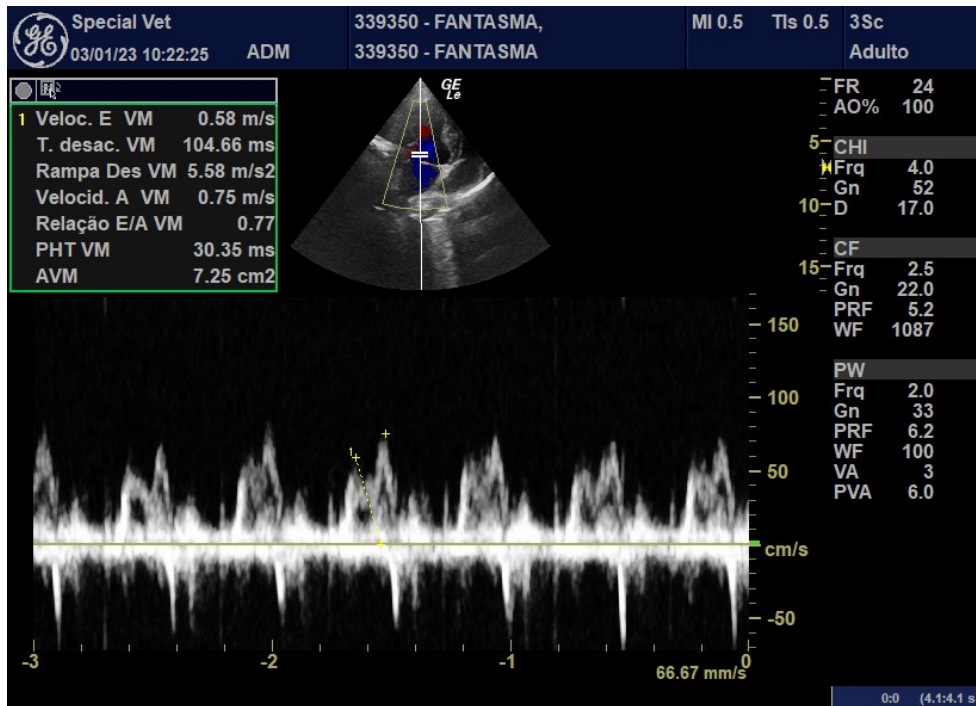 Special Vet
339350 - FANTASMA,
MI 0.5 TIs 0.5 3Sc
03/01/23 10:22:25 ADM
339350 - FANTASMA
Adulto
GE
Le
1 Veloc. E VM 0.58 m/s
T. desac. VM 104.66 ms
Rampa Des VM 5.58 m/s2
Velocid. A VM 0.75 m/s
Relação E/A VM 0.77
PHT VM 30.35 ms
AVM 7.25 cm2
5
10
15
FR 24
AO% 100
CHI
Frq 4.0
Gn 52
D 17.0
CF
Frq 2.5
Gn 22.0
PRF 5.2
WF 1087
PW
Frq 2.0
Gn 33
PRF 6.2
WF 100
VA 3
PVA 6.0
150
100
50
cm/s
-50
1
-3 -2 -1 0
66.67 mm/s
0:0 (4.1:4.1 s